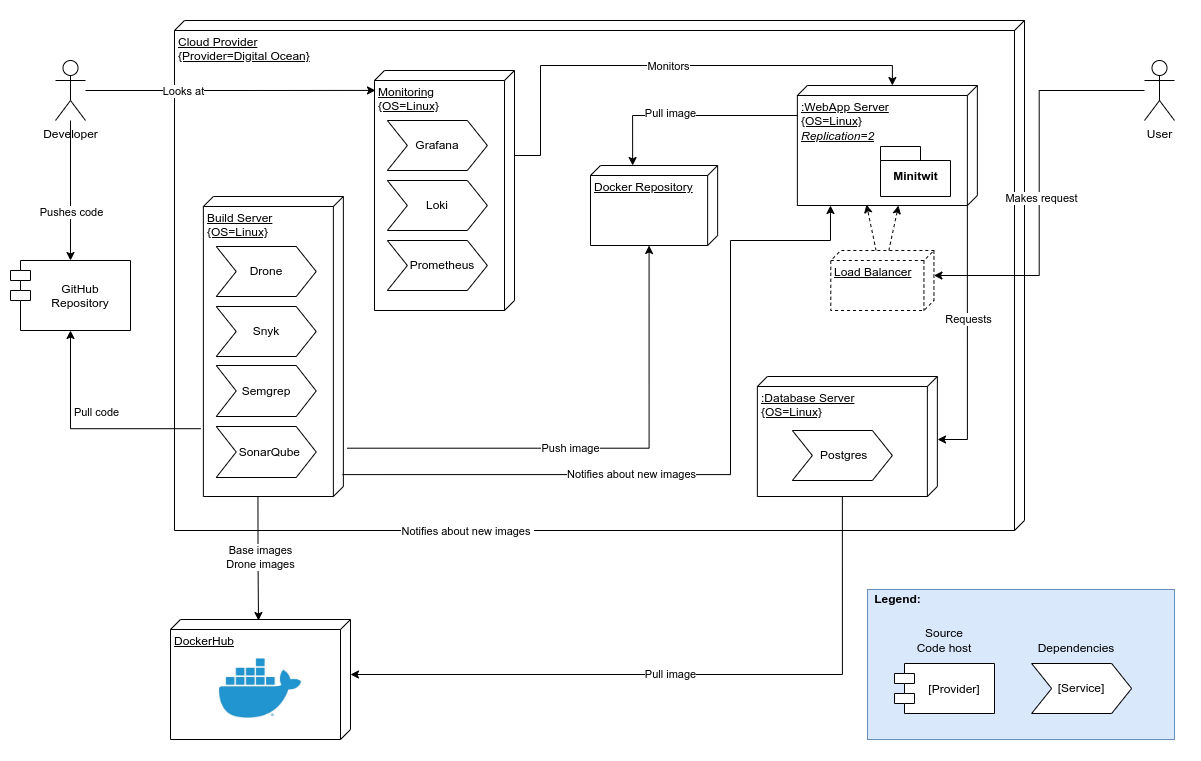 Cloud Provider
{Provider=Digital Ocean}
Developer
Looks at
Pushes code
GitHub
Repository
Pull code
Monitoring
{OS=Linux}
Grafana
Loki
Prometheus
Build Server
{OS=Linux}
Drone
Snyk
Semgrep
SonarQube
Monitors
Pull image
Docker Repository
:WebApp Server
{OS=Linux}
Replication=2
Minitwit
User
Makes request
Load Balancer
Requests
:Database Server
{OS=Linux}
Postgres
Push image
Notifies about new images
Notifies about new images
Base images
Drone images
DockerHub
Pull image
Legend:
Source
Code host
[Provider]
Dependencies
[Service]